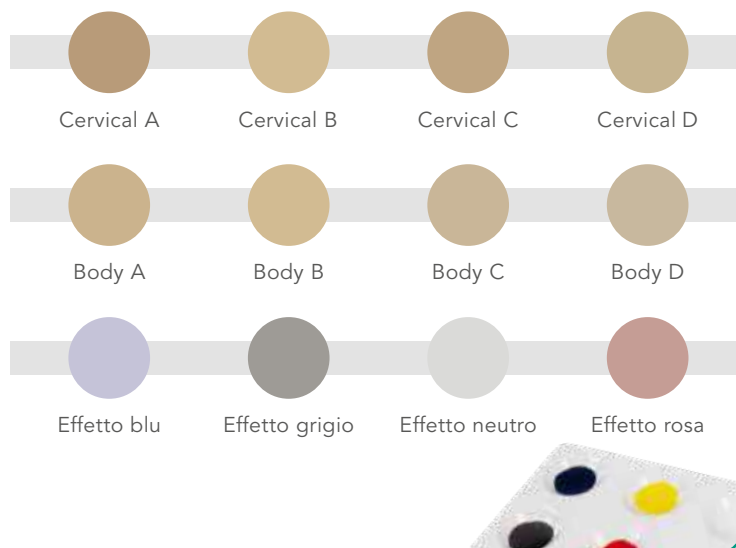 Cervical A Cervical B Cervical C Cervical D
Body A Body B Body C Body D
Effetto blu Effetto grigio Effetto neutro Effetto rosa